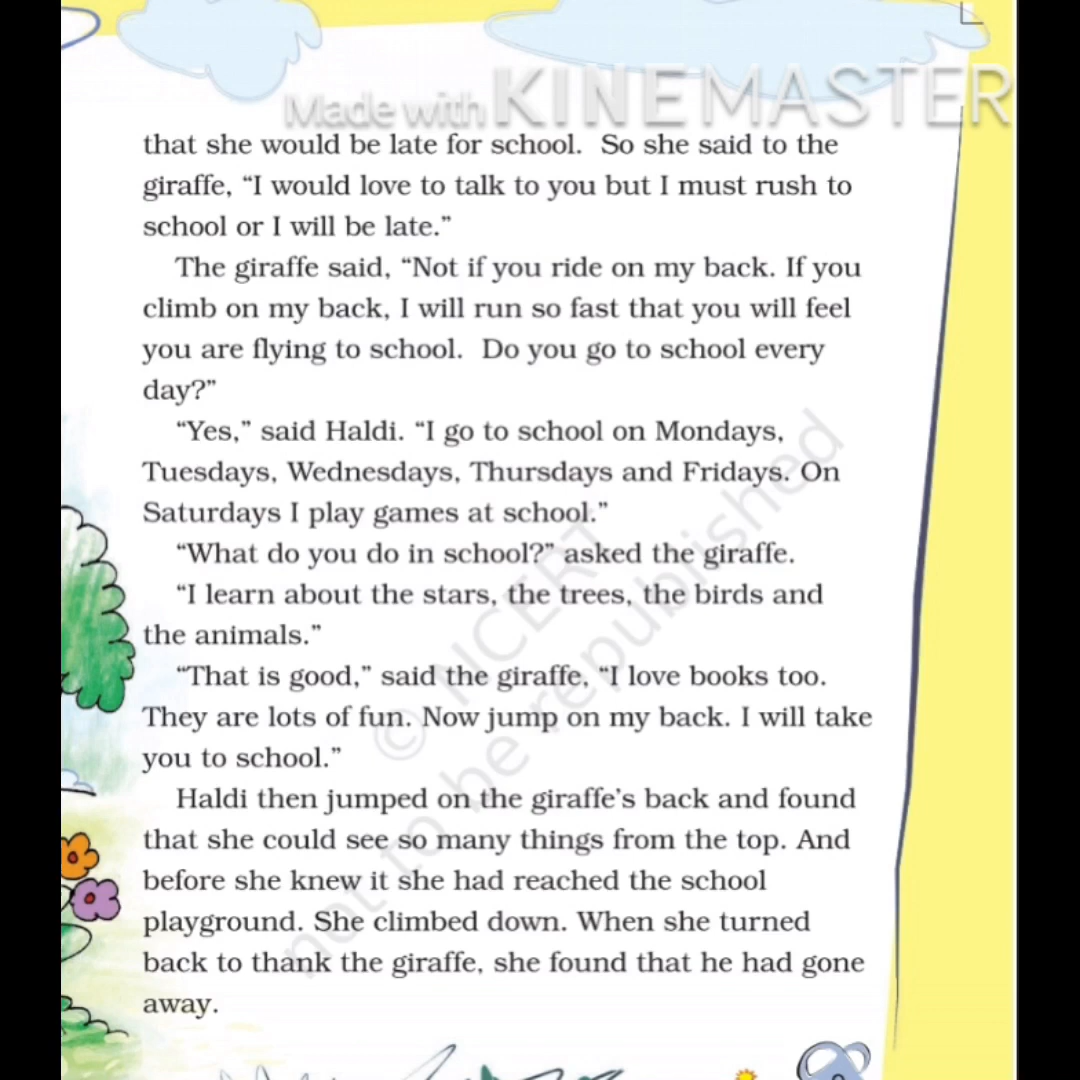 Made with KINEMASTER
that she would be late for school. So she said to the
giraffe, “I would love to talk to you but I must rush to
school or I will be late.”
The giraffe said, “Not if you ride on my back. If you
climb on my back, I will run so fast that you will feel
you are flying to school. Do you go to school every
day?”
“Yes,” said Haldi. “I go to school on Mondays,
Tuesdays, Wednesdays, Thursdays and Fridays. On
Saturdays I play games at school.”
“What do you do in school?” asked the giraffe.
“I learn about the stars, the trees, the birds and
the animals.”
“That is good,” said the giraffe, “I love books too.
They are lots of fun. Now jump on my back. I will take
you to school.”
Haldi then jumped on the giraffe’s back and found
that she could see so many things from the top. And
before she knew it she had reached the school
playground. She climbed down. When she turned
back to thank the giraffe, she found that he had gone
away.
© NCERT
not to be republished